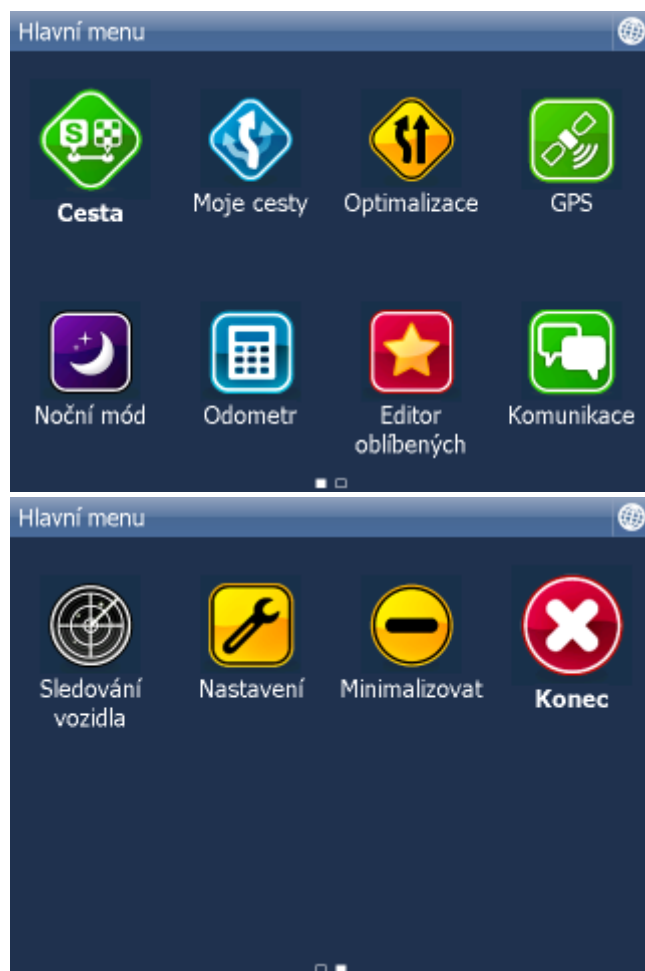 Hlavní menu
S
Cesta
Moje cesty
Optimalizace
GPS
Noční mód
Odometr
Editor
oblíbených
Komunikace
Hlavní menu
Sledování
vozidla
Nastavení
Minimalizovat
Konec